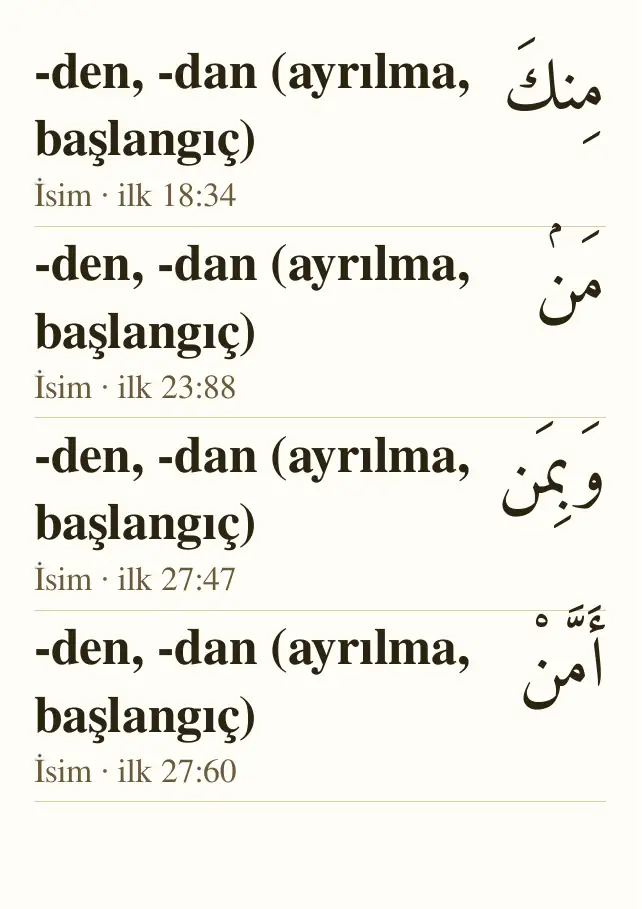 -den, -dan (ayrılma, مِنكَ
başlangıç)
İsim · ilk 18:34
-den, -dan (ayrılma, مَنۢ
başlangıç)
İsim · ilk 23:88
-den, -dan (ayrılma, وَبِمَن
başlangıç)
İsim · ilk 27:47
-den, -dan (ayrılma, أَمَّنْ
başlangıç)
İsim · ilk 27:60